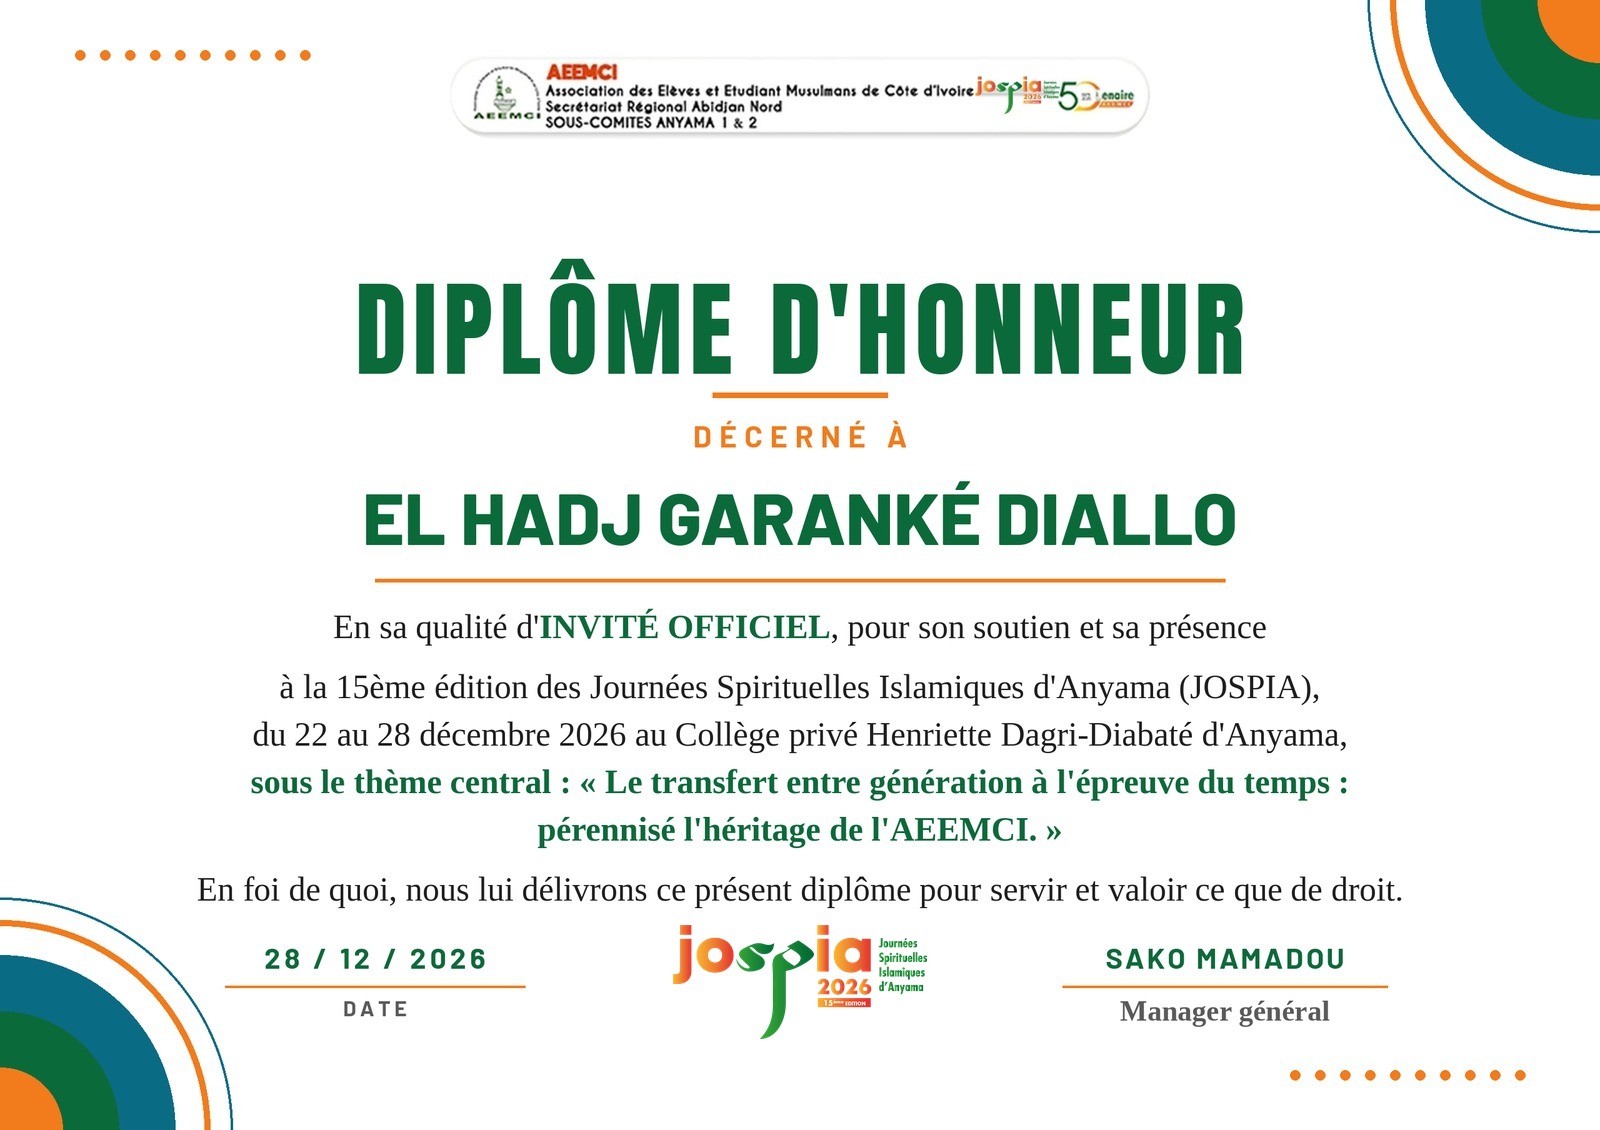 AEEMCI
AEEMCI
Association des Elèves et Etudiant Musulmans de Côte d'Ivoire
Secrétariat Régional Abidjan Nord
SOUS-COMITES ANYAMA 1 & 2
jospia
2026
50 enaire
DIPLÔME D'HONNEUR
DÉCERNÉ À
EL HADJ GARANKÉ DIALLO
En sa qualité d'INVITÉ OFFICIEL, pour son soutien et sa présence
à la 15ème édition des Journées Spirituelles Islamiques d'Anyama (JOSPIA),
du 22 au 28 décembre 2026 au Collège privé Henriette Dagri-Diabaté d'Anyama,
sous le thème central : « Le transfert entre génération à l'épreuve du temps :
pérennisé l'héritage de l'AEEMCI. »
En foi de quoi, nous lui délivrons ce présent diplôme pour servir et valoir ce que de droit.
28 / 12 / 2026
DATE
jospia
Journées
Spirituelles
Islamiques
d'Anyama
2026
15ème EDITION
SAKO MAMADOU
Manager général